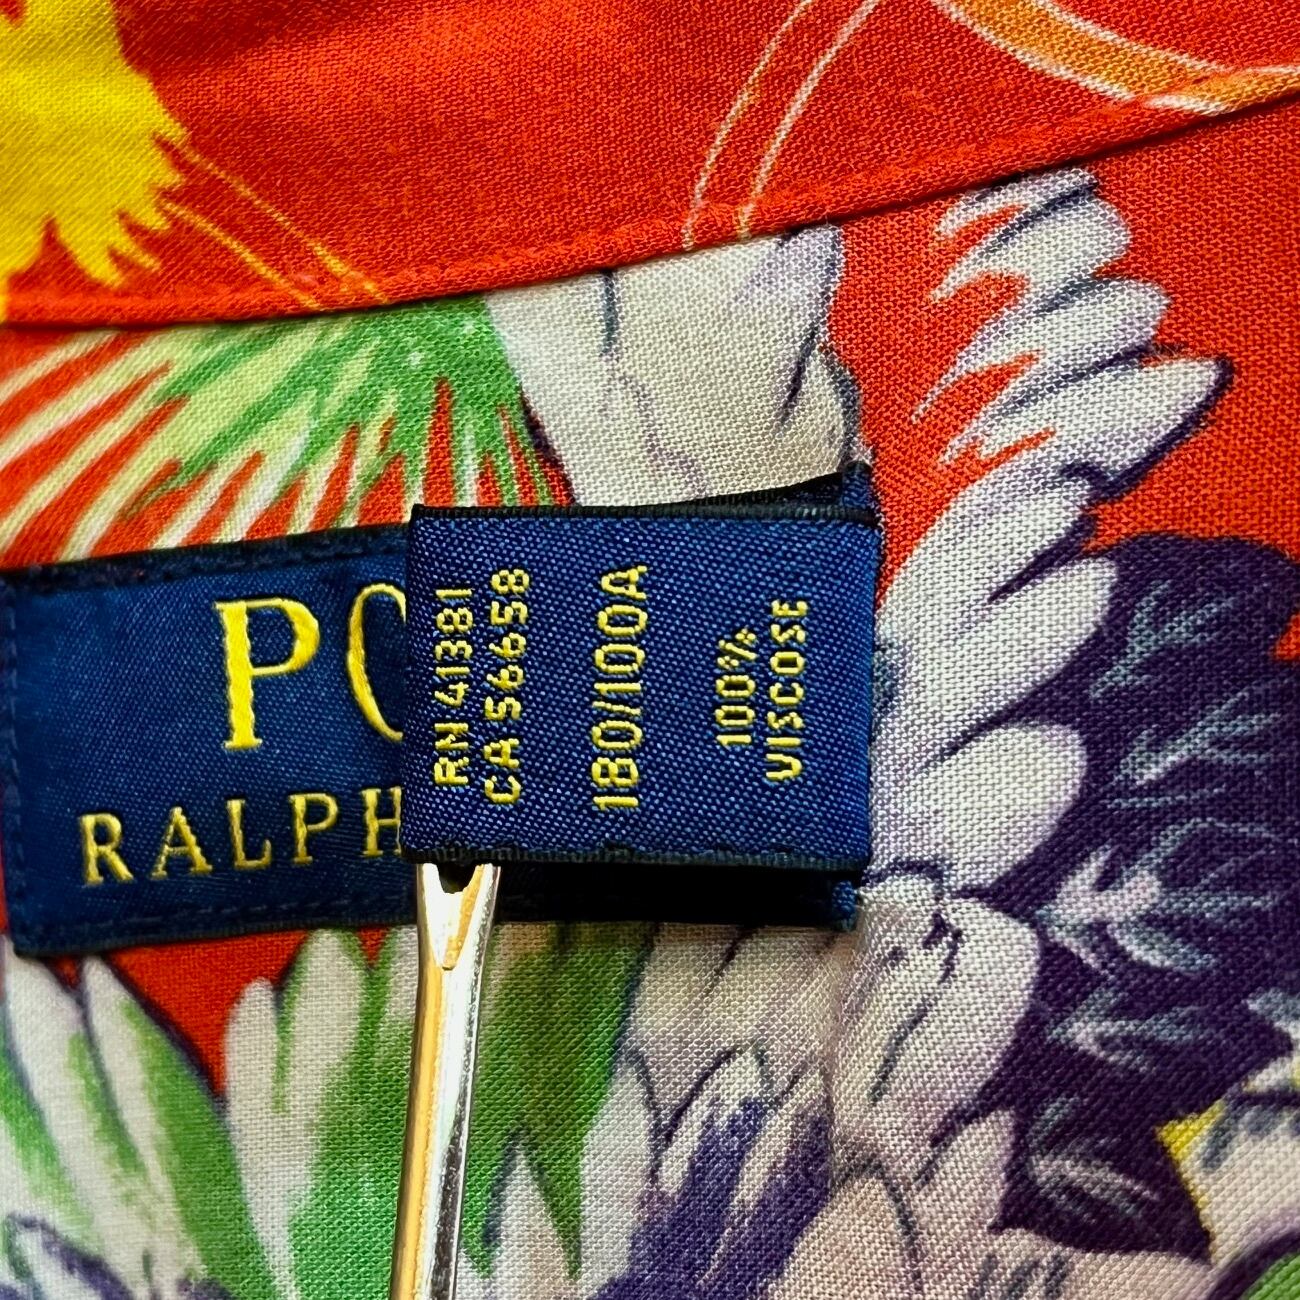 PO
RALPH
RN 41381
CA 56658
180/100A
100%
VISCOSE